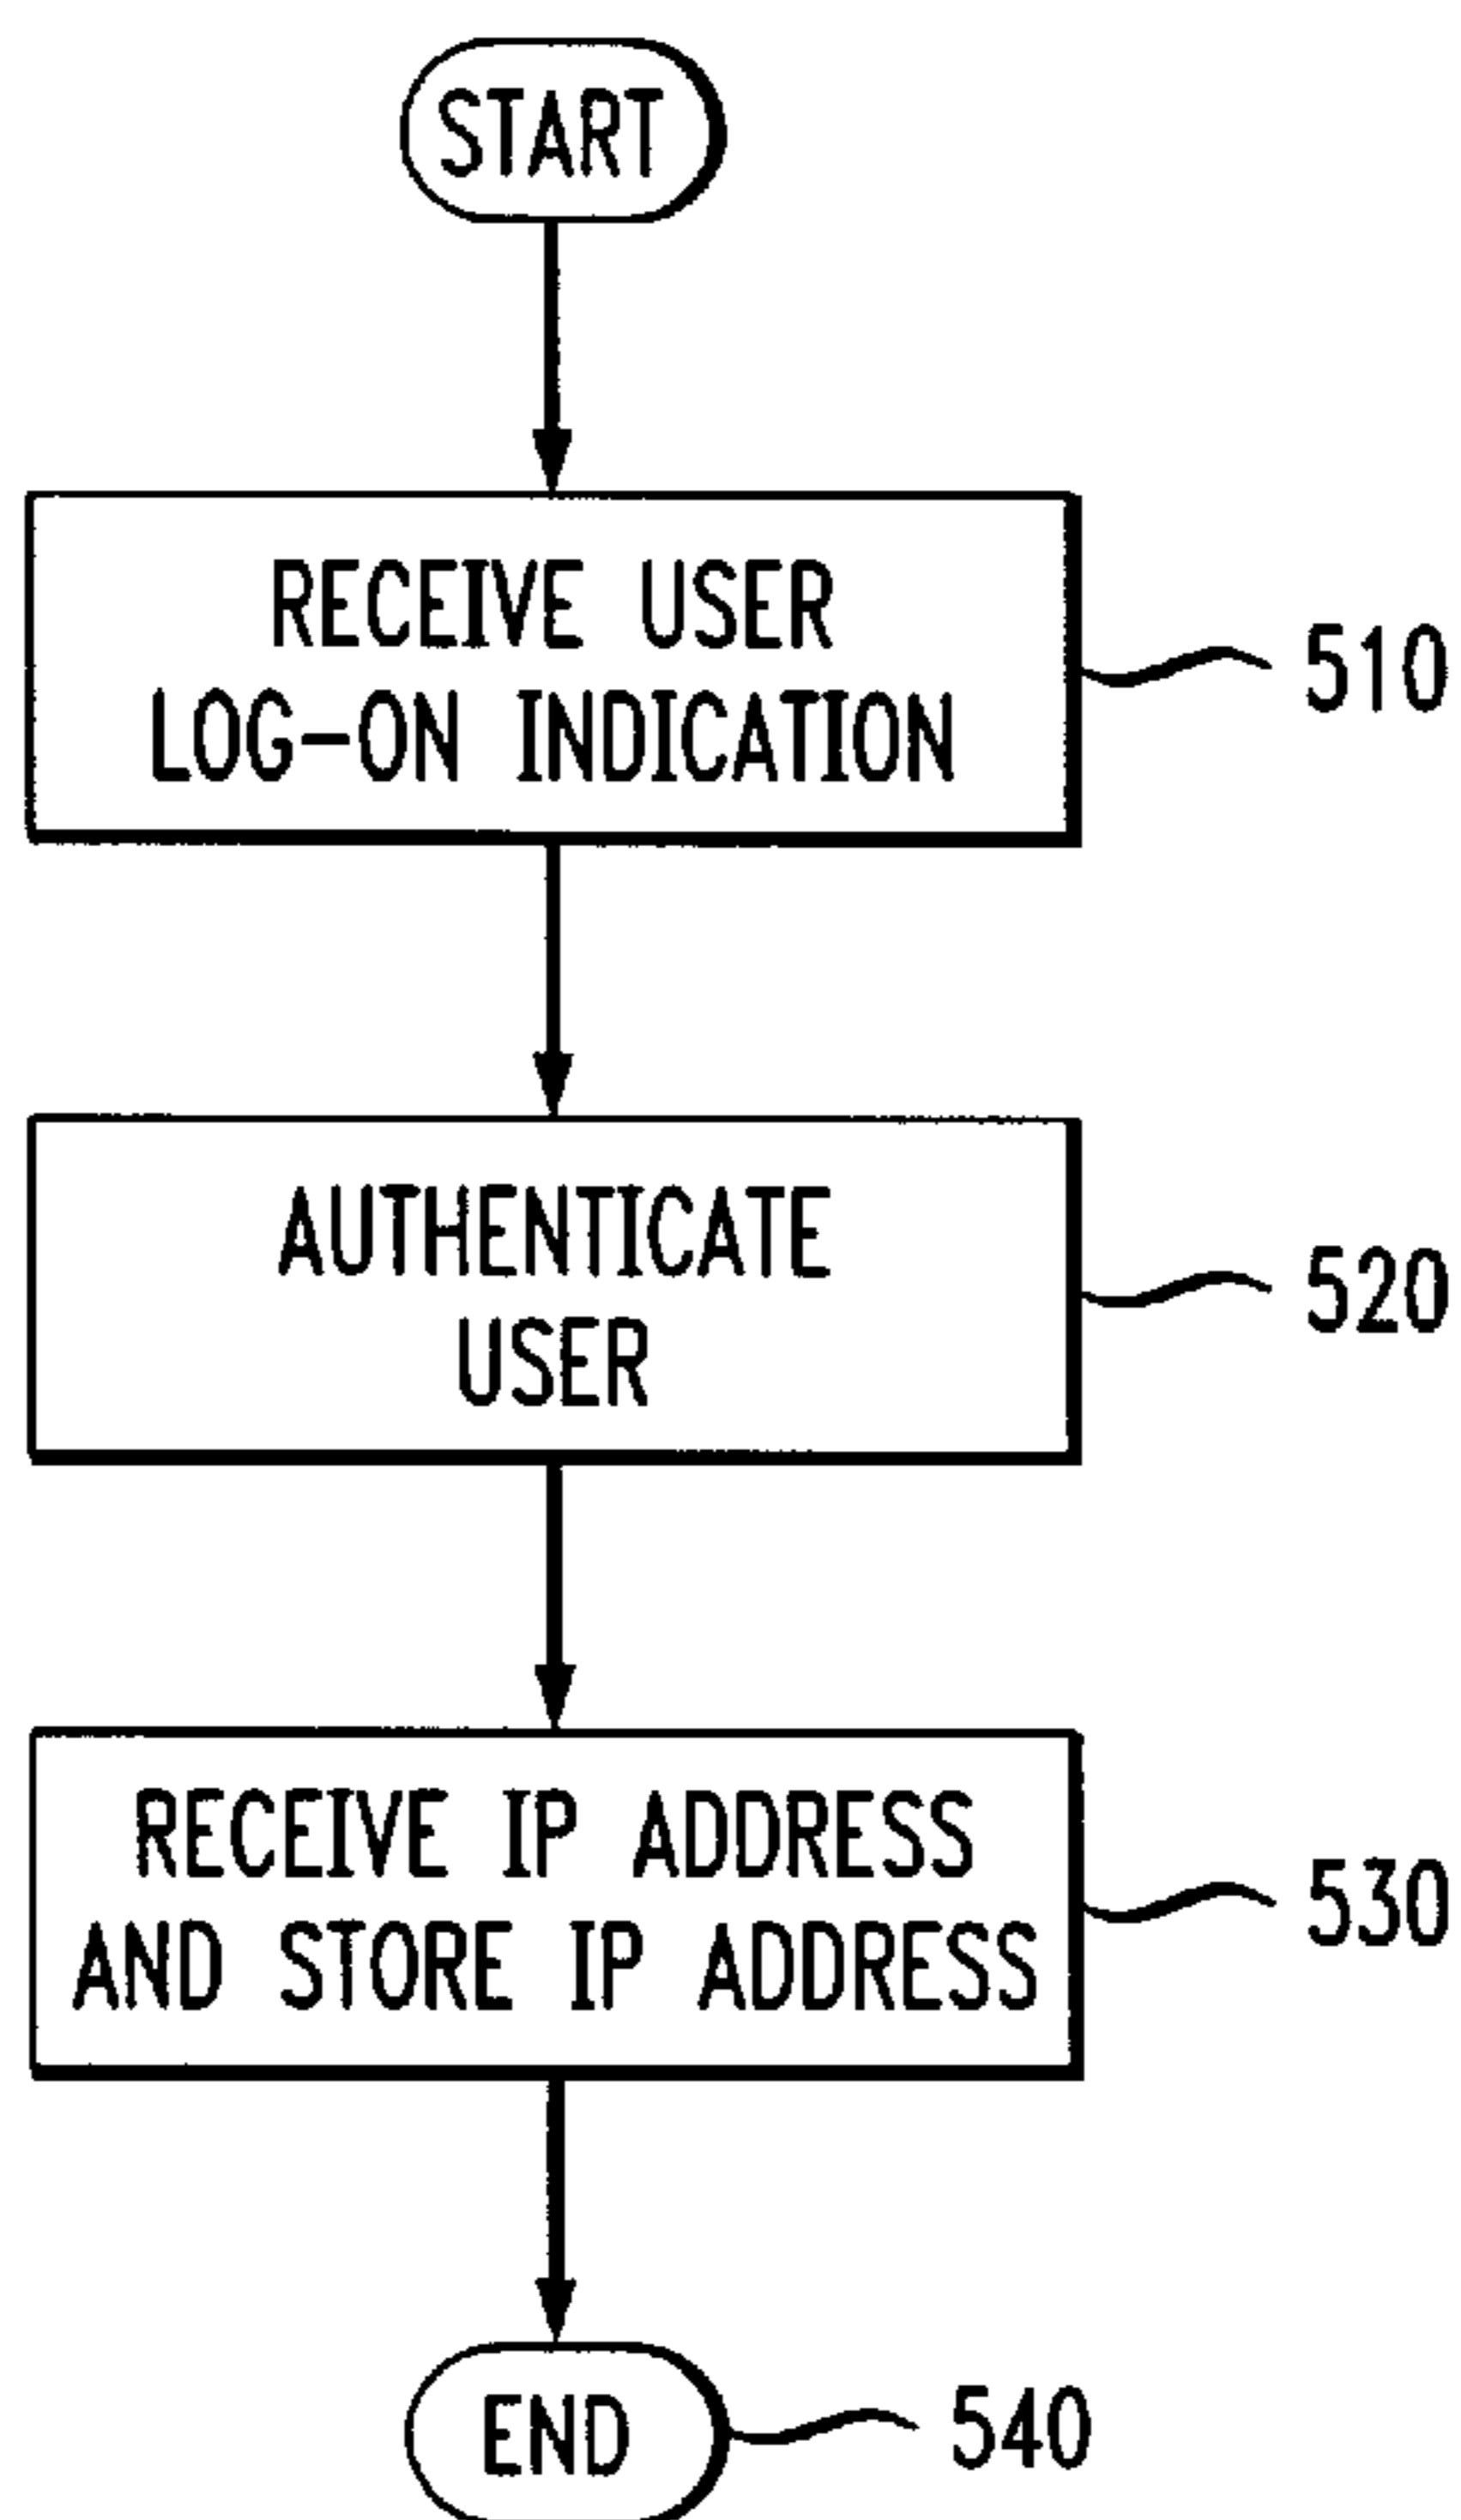 START
RECEIVE USER
LOG-ON INDICATION
510
AUTHENTICATE
USER
520
RECEIVE IP ADDRESS
AND STORE IP ADDRESS
530
END
540